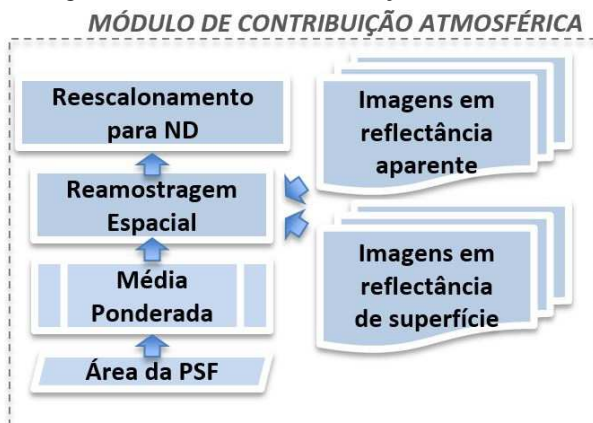 MÓDULO DE CONTRIBUIÇÃO ATMOSFÉRICA
Reescalonamento
para ND
Reamostragem
Espacial
Média
Ponderada
Área da PSF
Imagens em
reflectância
aparente
Imagens em
reflectância
de superfície